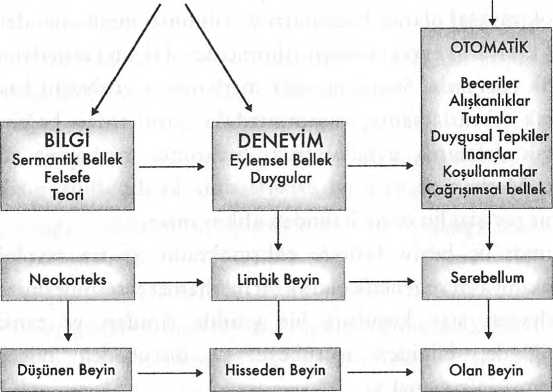 OTOMATİK
Beceriler
Alışkanlıklar
Tutumlar
Duygusal Tepkiler
İnançlar
Koşullanmalar
Çağrışımsal bellek
BİLGİ
Sermantik Bellek
Felsefe
Teori
DENEYİM
Eylemsel Bellek
Duygular
Neokorteks
Limbik Beyin
Serebellum
Düşünen Beyin
Hisseden Beyin
Olan Beyin